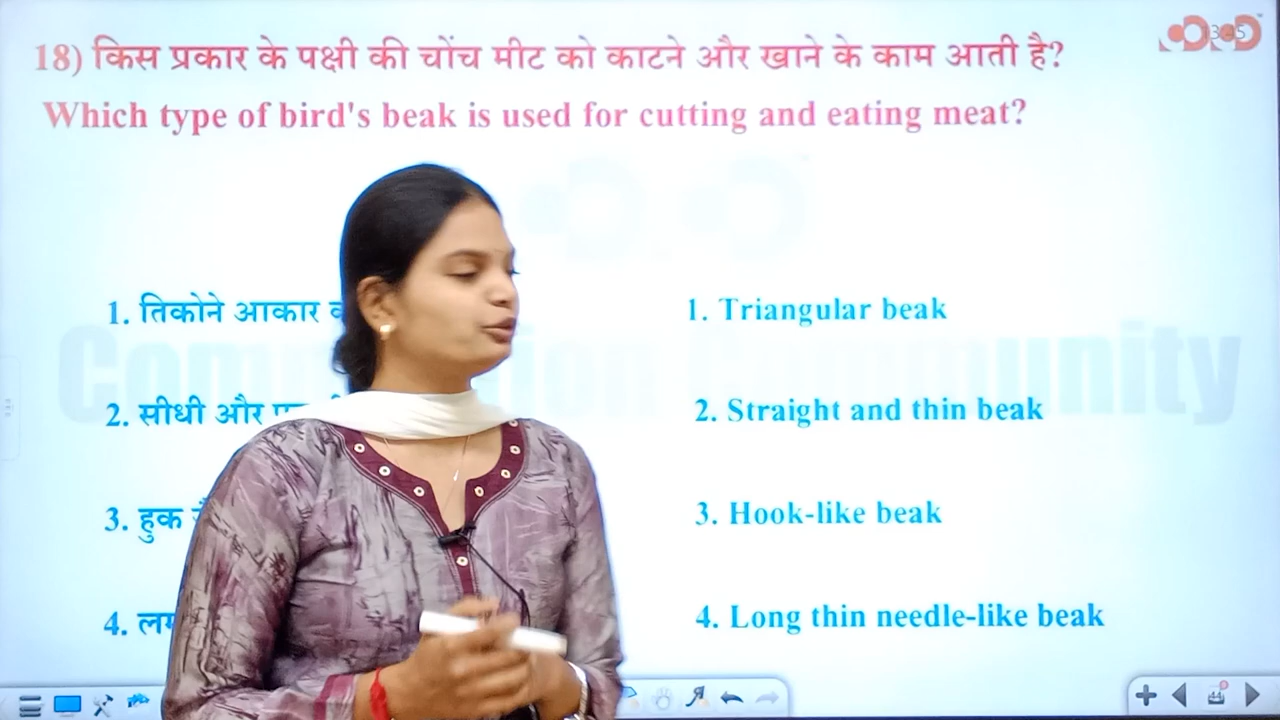 18) किस प्रकार के पक्षी की चोंच मीट को काटने और खाने के काम आती है?
Which type of bird's beak is used for cutting and eating meat?
1. तिकोने आकार
1. Triangular beak
2. सीधी और
2. Straight and thin beak
3. हुक
3. Hook-like beak
4.
4. Long thin needle-like beak
Community